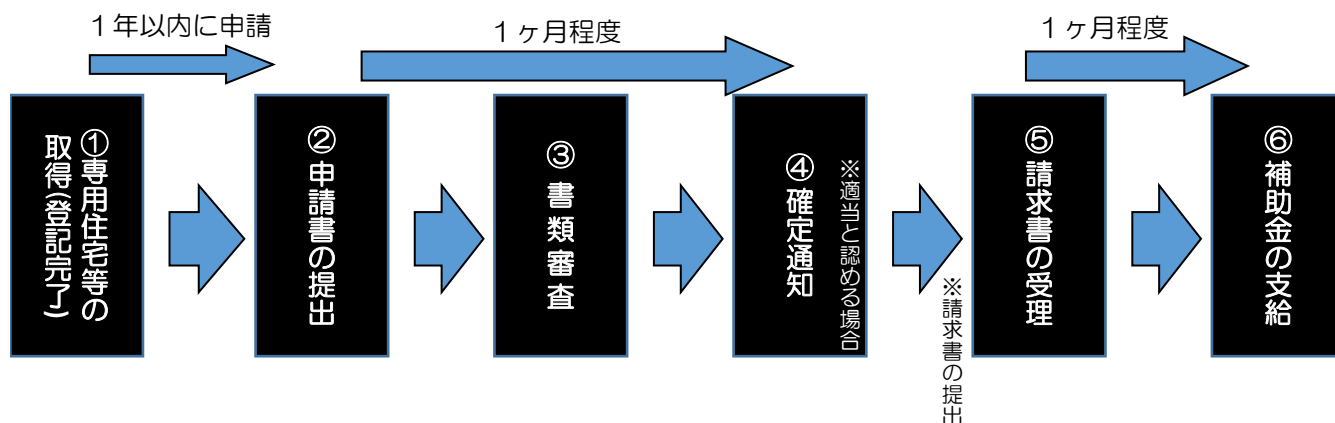 １年以内に申請
１ヶ月程度
１ヶ月程度
①専用住宅等の
取得(登記完了)
②申請書の提出
③書類審査
④確定通知
※適当と認める場合
※請求書の提出
⑤請求書の受理
⑥補助金の支給